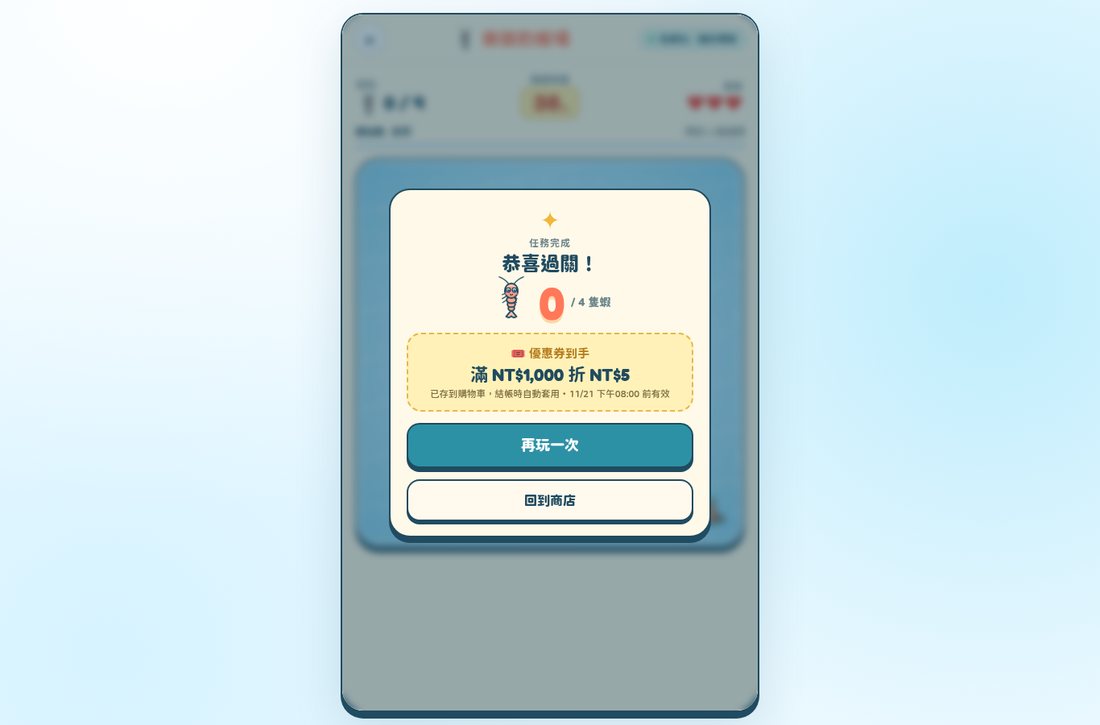 任務完成
恭喜過關！
0 / 4 隻蝦
優惠券到手
滿 NT$1,000 折 NT$5
已存到購物車，結帳時自動套用・11/21 下午08:00 前有效
再玩一次
回到商店